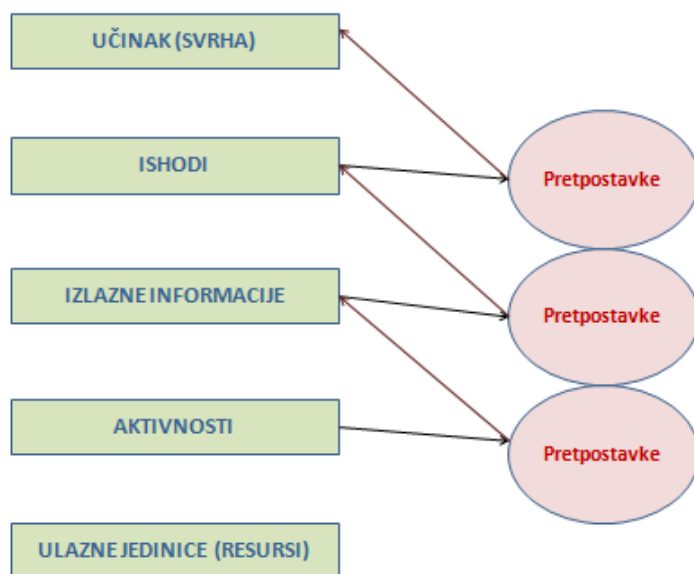 UČINAK (SVRHA)
ISHODI
Pretpostavke
IZLAZNE INFORMACIJE
Pretpostavke
AKTIVNOSTI
Pretpostavke
ULAZNE JEDINICE (RESURSI)